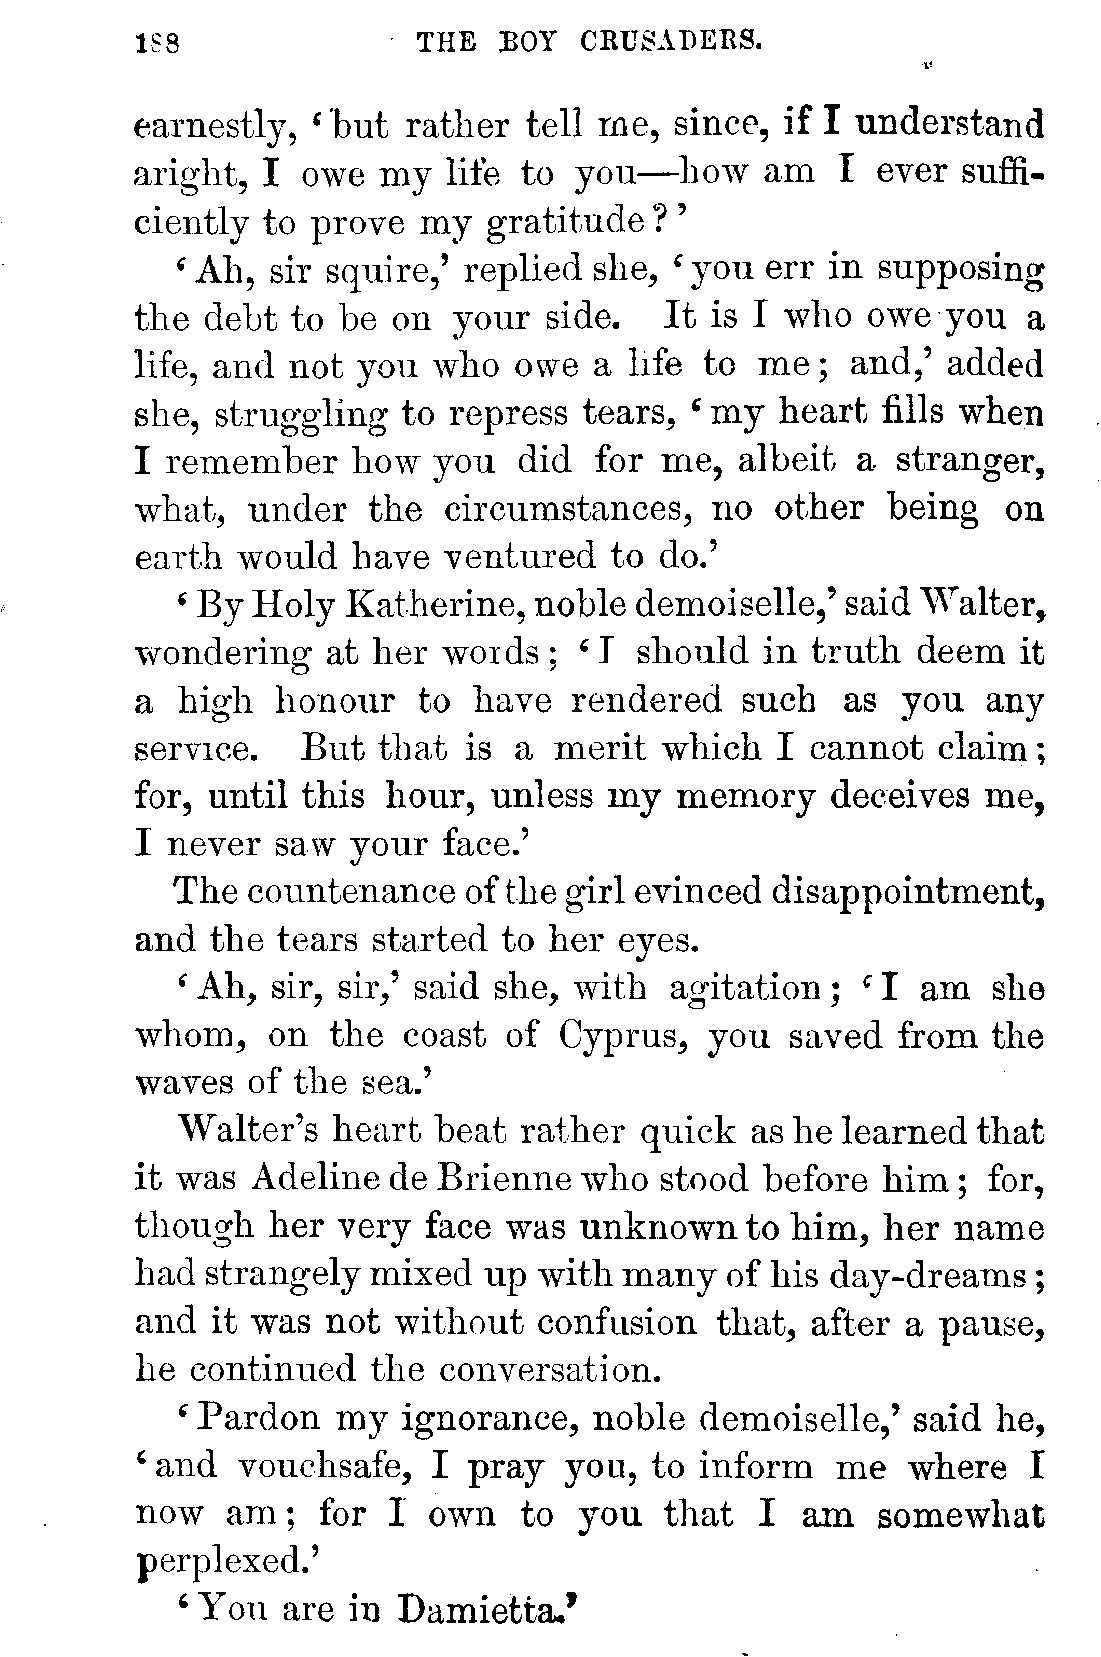 188 THE BOY CRUSADERS.
earnestly, ‘but rather tell me, since, if I understand
aright, I owe my life to you—how am I ever suffi-
ciently to prove my gratitude?’
‘Ah, sir squire,’ replied she, ‘you err in supposing
the debt to be on your side. It is I who owe you a
life, and not you who owe a life to me; and,’ added
she, struggling to repress tears, ‘my heart fills when
I remember how you did for me, albeit a stranger,
what, under the circumstances, no other being on
earth would have ventured to do.’
‘By Holy Katherine, noble demoiselle,’ said Walter,
wondering at her words; ‘I should in truth deem it
a high honour to have rendered such as you any
service. But that is a merit which I cannot claim;
for, until this hour, unless my memory deceives me,
I never saw your face.’
The countenance of the girl evinced disappointment,
and the tears started to her eyes.
‘Ah, sir, sir,’ said she, with agitation; ‘I am she
whom, on the coast of Cyprus, you saved from the
waves of the sea.’
Walter’s heart beat rather quick as he learned that
it was Adeline de Brienne who stood before him; for,
though her very face was unknown to him, her name
had strangely mixed up with many of his day-dreams;
and it was not without confusion that, after a pause,
he continued the conversation.
‘Pardon my ignorance, noble demoiselle,’ said he,
‘and vouchsafe, I pray you, to inform me where I
now am; for I own to you that I am somewhat
perplexed.’
‘You are in Damietta.’